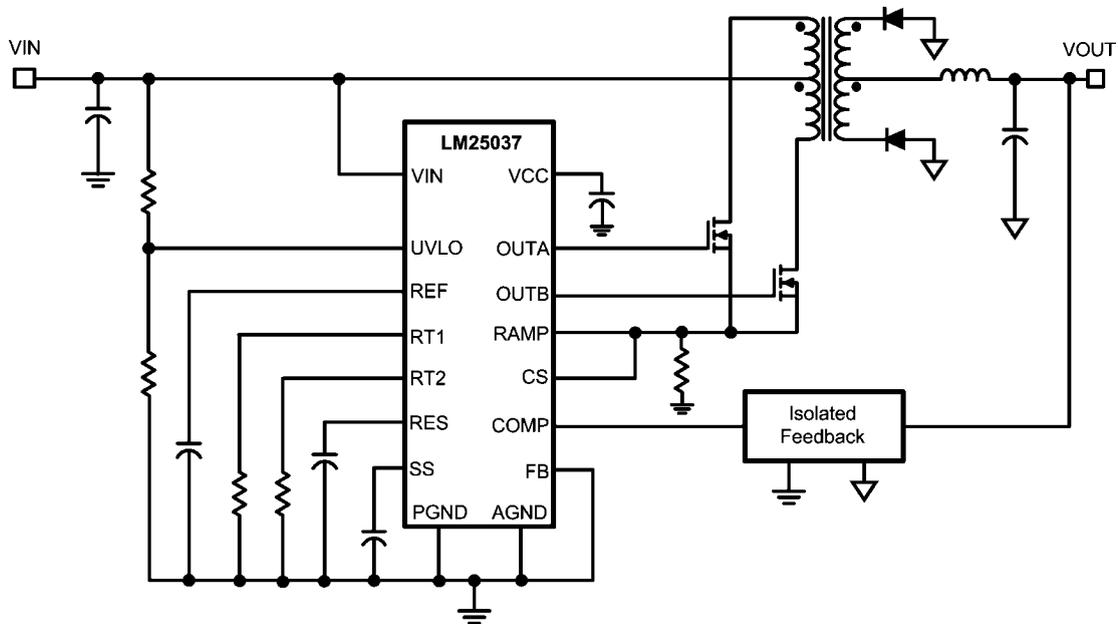 VIN
VOUT
LM25037
VIN
VCC
UVLO
OUTA
REF
OUTB
RT1
RAMP
RT2
CS
RES
COMP
SS
FB
PGND
AGND
Isolated
Feedback